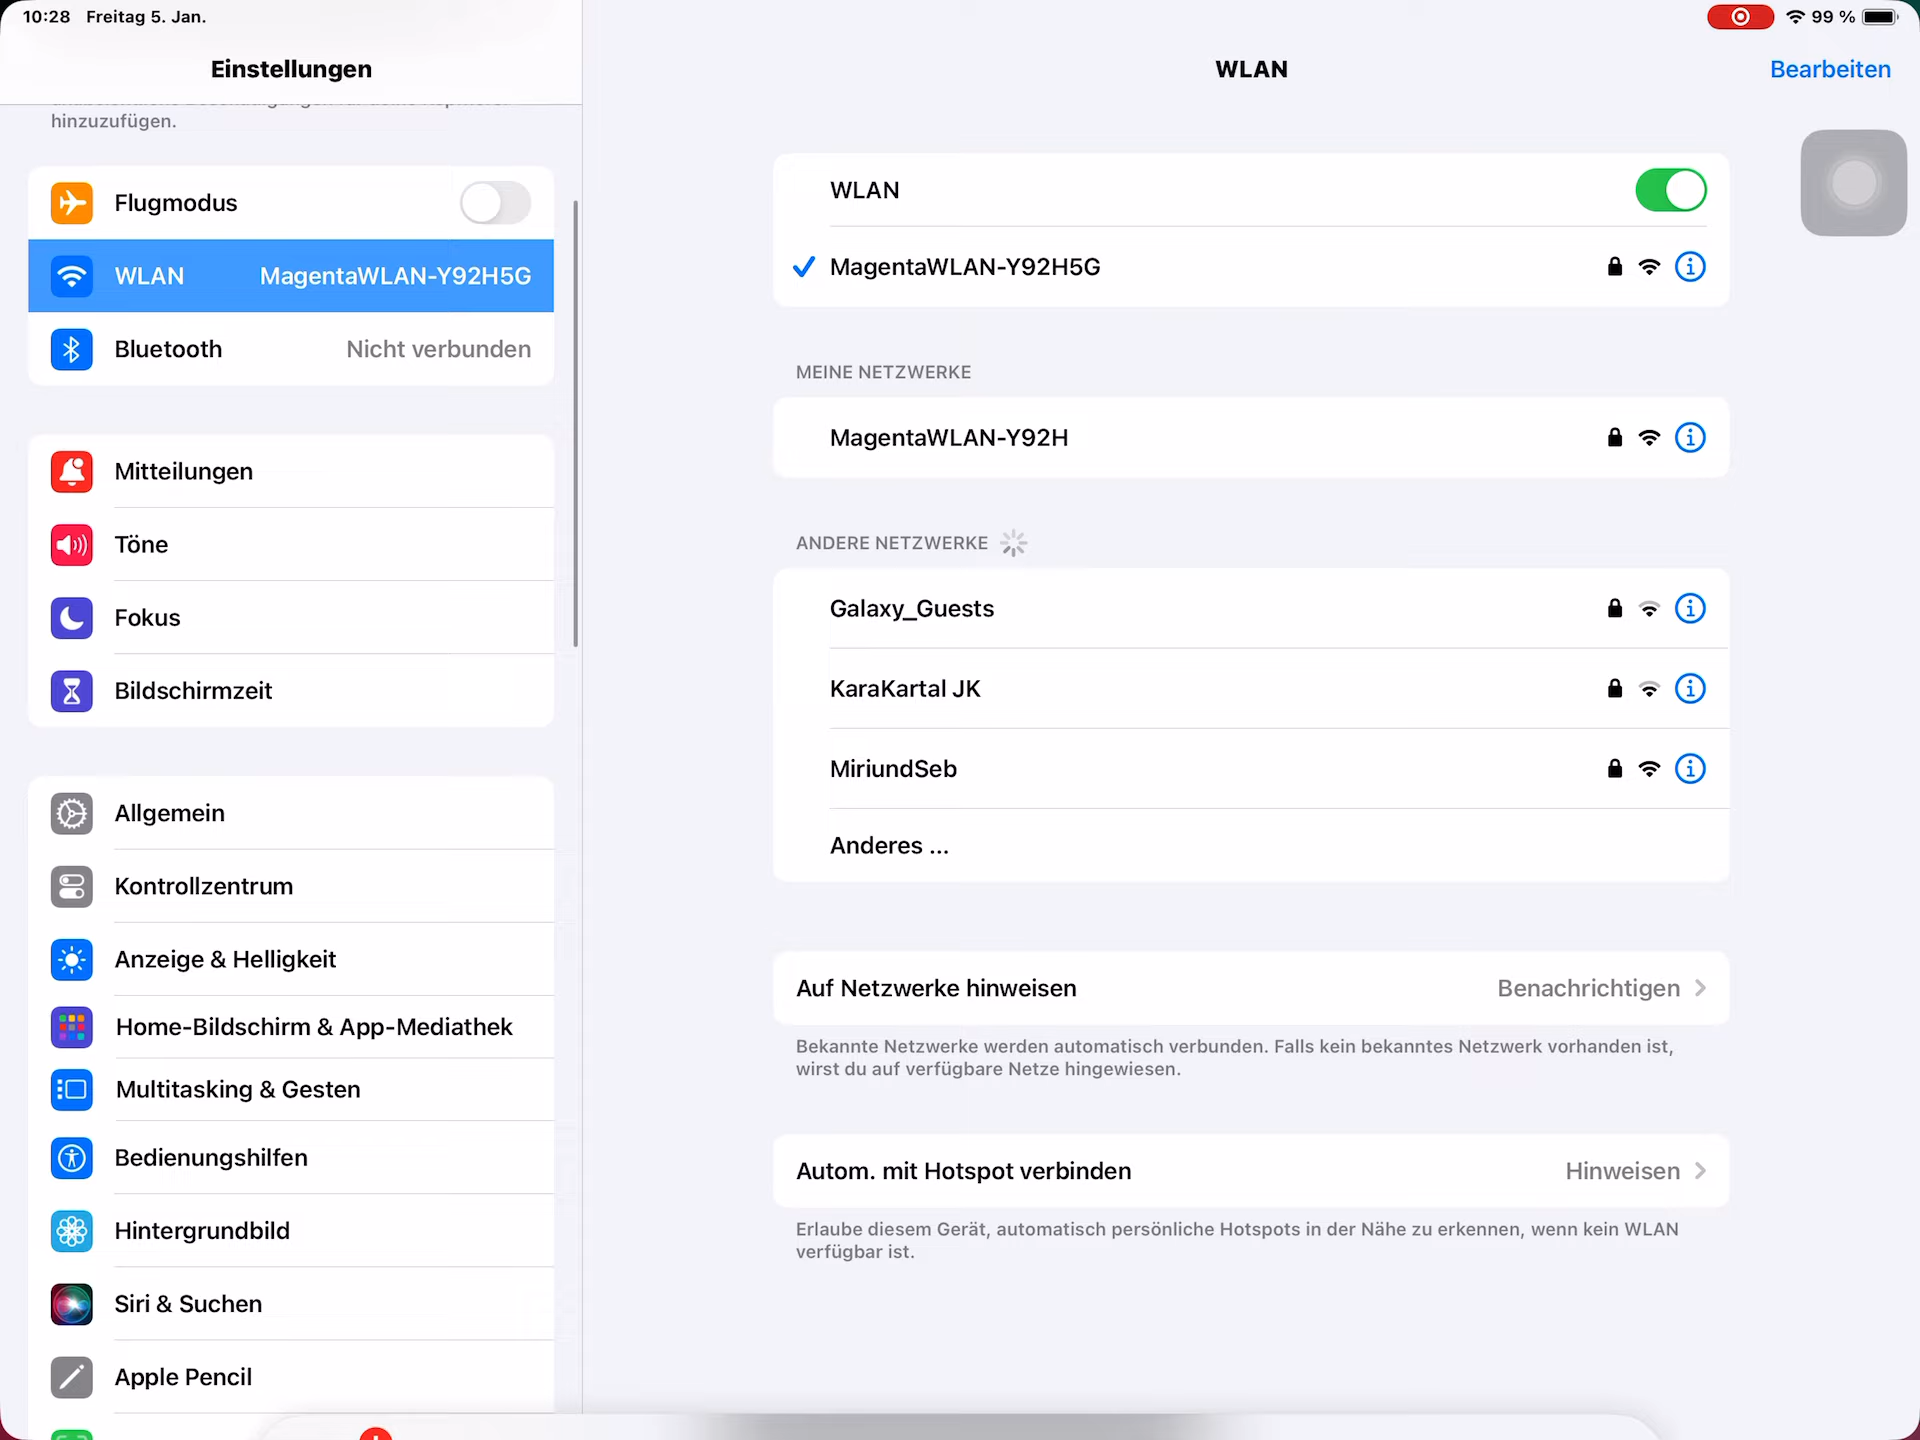 10:28 Freitag 5. Jan.
99 %
Einstellungen
hinzuzufügen.
Flugmodus
WLAN MagentaWLAN-Y92H5G
Bluetooth Nicht verbunden
Mitteilungen
Töne
Fokus
Bildschirmzeit
Allgemein
Kontrollzentrum
Anzeige & Helligkeit
Home-Bildschirm & App-Mediathek
Multitasking & Gesten
Bedienungshilfen
Hintergrundbild
Siri & Suchen
Apple Pencil
WLAN
Bearbeiten
WLAN
MagentaWLAN-Y92H5G
MEINE NETZWERKE
MagentaWLAN-Y92H
ANDERE NETZWERKE
Galaxy_Guests
KaraKartal JK
MiriundSeb
Anderes ...
Auf Netzwerke hinweisen Benachrichtigen
Bekannte Netzwerke werden automatisch verbunden. Falls kein bekanntes Netzwerk vorhanden ist,
wirst du auf verfügbare Netze hingewiesen.
Autom. mit Hotspot verbinden Hinweisen
Erlaube diesem Gerät, automatisch persönliche Hotspots in der Nähe zu erkennen, wenn kein WLAN
verfügbar ist.